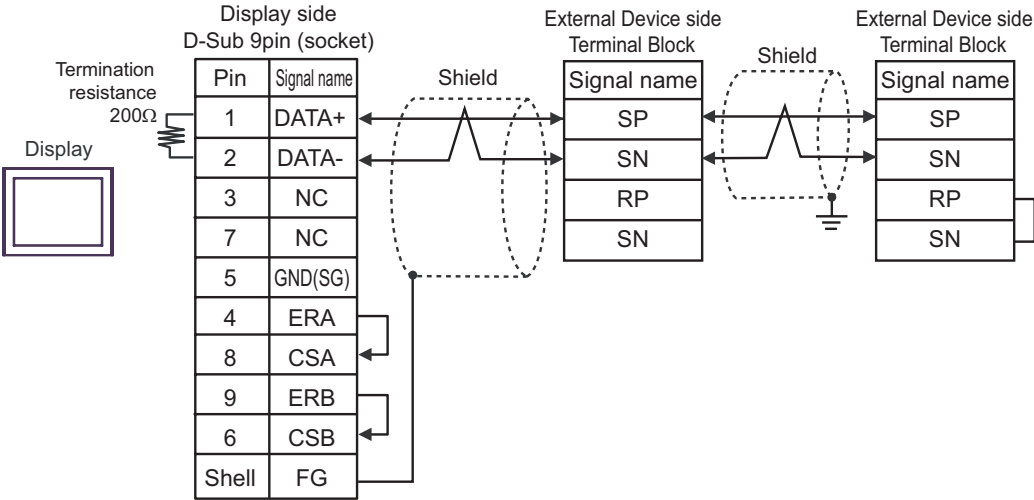 Display side
D-Sub 9pin (socket)
External Device side
Terminal Block
External Device side
Terminal Block
Termination
resistance
200Ω
Display
Shield
Shield
Pin Signal name
1 DATA+
2 DATA-
3 NC
7 NC
5 GND(SG)
4 ERA
8 CSA
9 ERB
6 CSB
Shell FG
Signal name
SP
SN
RP
SN
Signal name
SP
SN
RP
SN